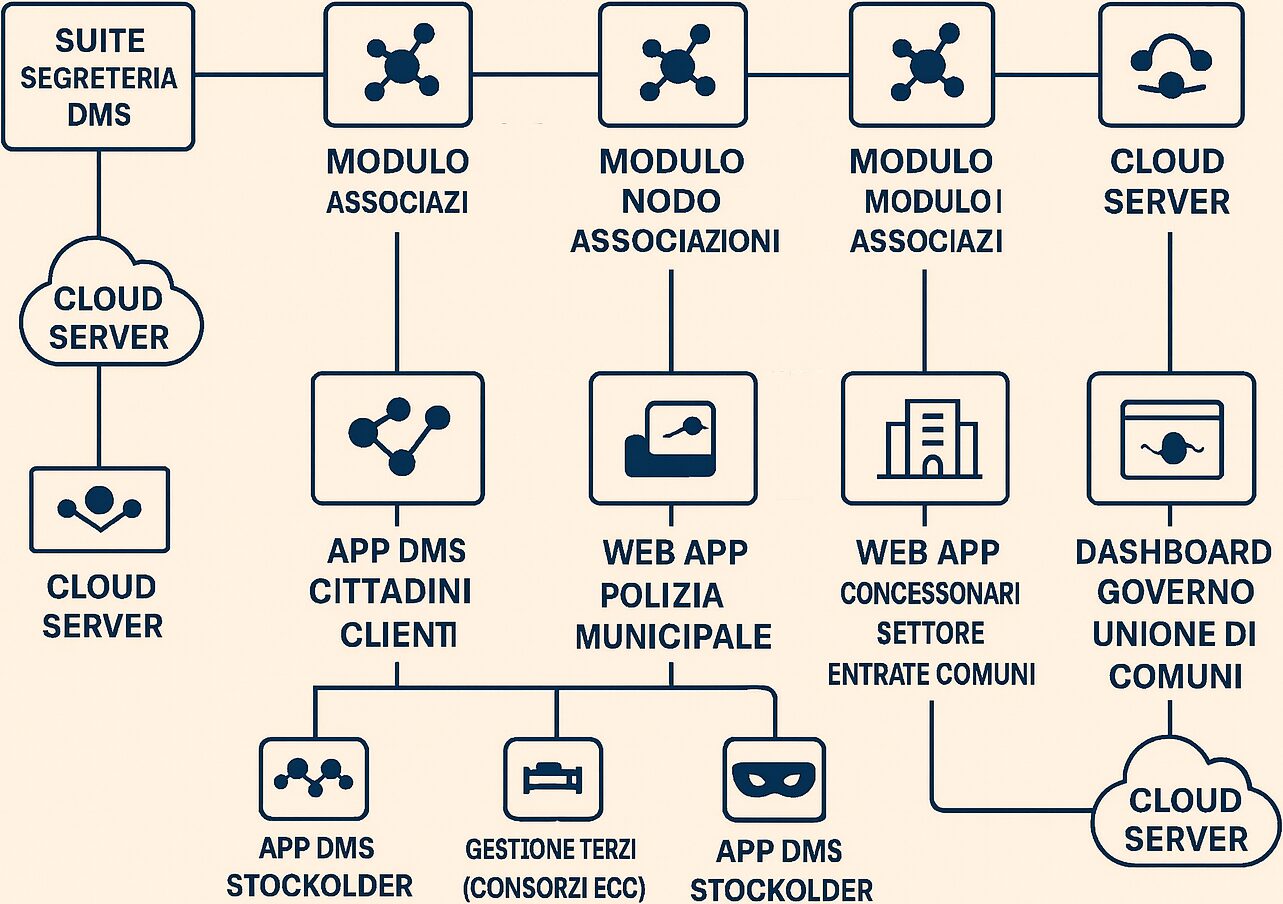 SUITE
SEGRETERIA
DMS
MODULO
ASSOCIAZI
MODULO
NODO
ASSOCIAZIONI
MODULO
MODULO I
ASSOCIAZI
CLOUD
SERVER
CLOUD
SERVER
CLOUD
SERVER
APP DMS
CITTADINI
CLIENTI
WEB APP
POLIZIA
MUNICIPALE
WEB APP
CONCESSONARI
SETTORE
ENTRATE COMUNI
DASHBOARD
GOVERNO
UNIONE DI
COMUNI
APP DMS
STOCKOLDER
GESTIONE TERZI
(CONSORZI ECC)
APP DMS
STOCKOLDER
CLOUD
SERVER